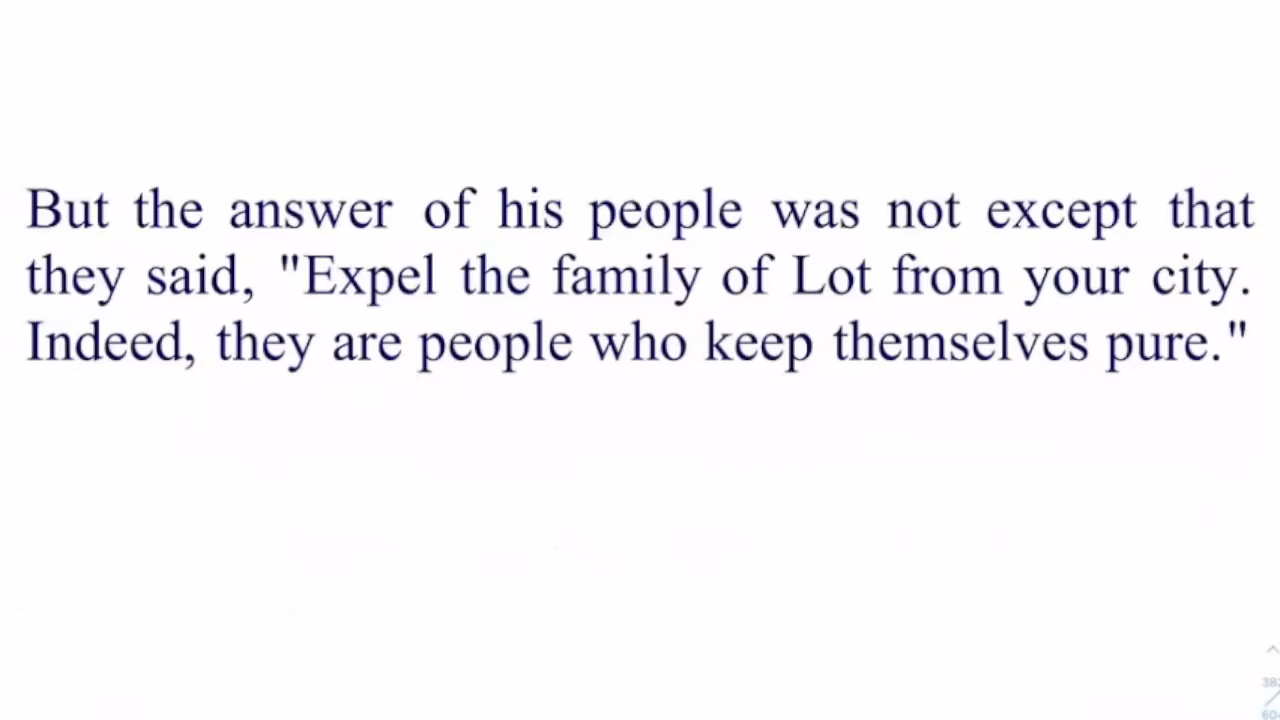 But the answer of his people was not except that
they said, "Expel the family of Lot from your city.
Indeed, they are people who keep themselves pure."